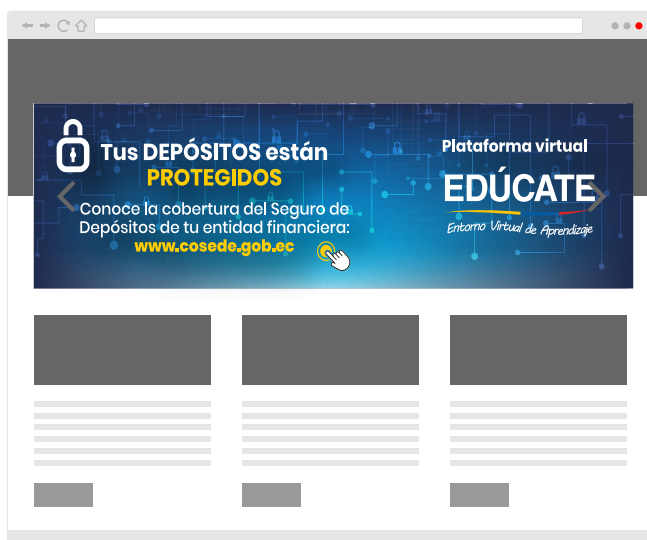 Tus DEPÓSITOS están
PROTEGIDOS
Conoce la cobertura del Seguro de
Depósitos de tu entidad financiera:
www.cosede.gob.ec
Plataforma virtual
EDÚCATE
Entorno Virtual de Aprendizaje